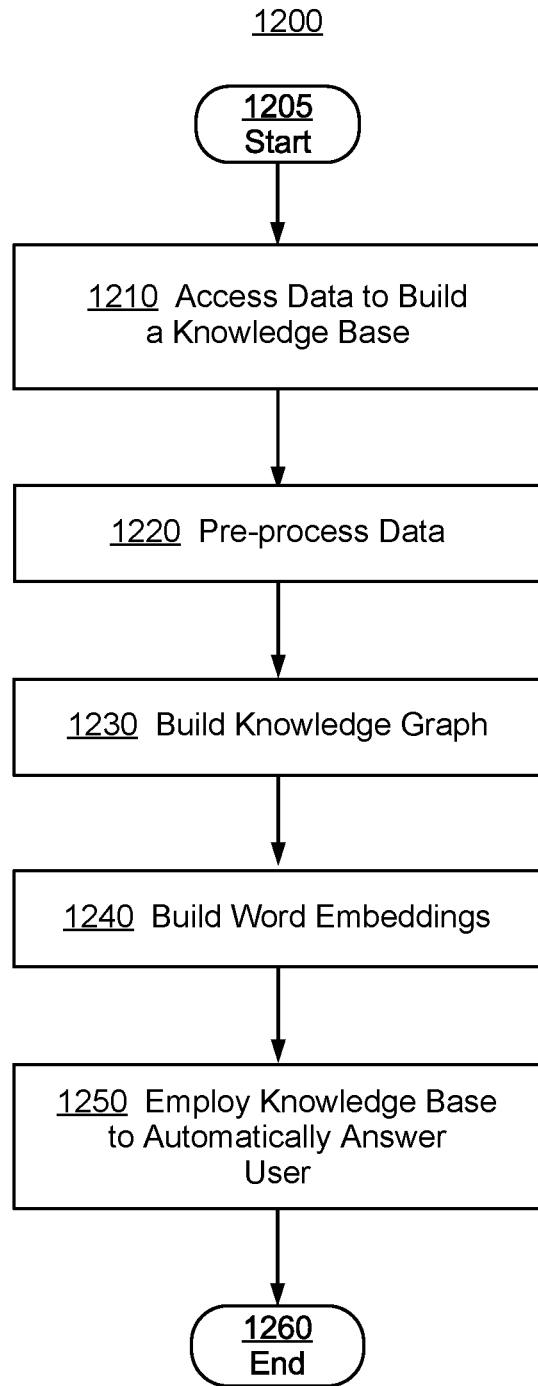 1200
1205
Start
1210 Access Data to Build
a Knowledge Base
1220 Pre-process Data
1230 Build Knowledge Graph
1240 Build Word Embeddings
1250 Employ Knowledge Base
to Automatically Answer
User
1260
End